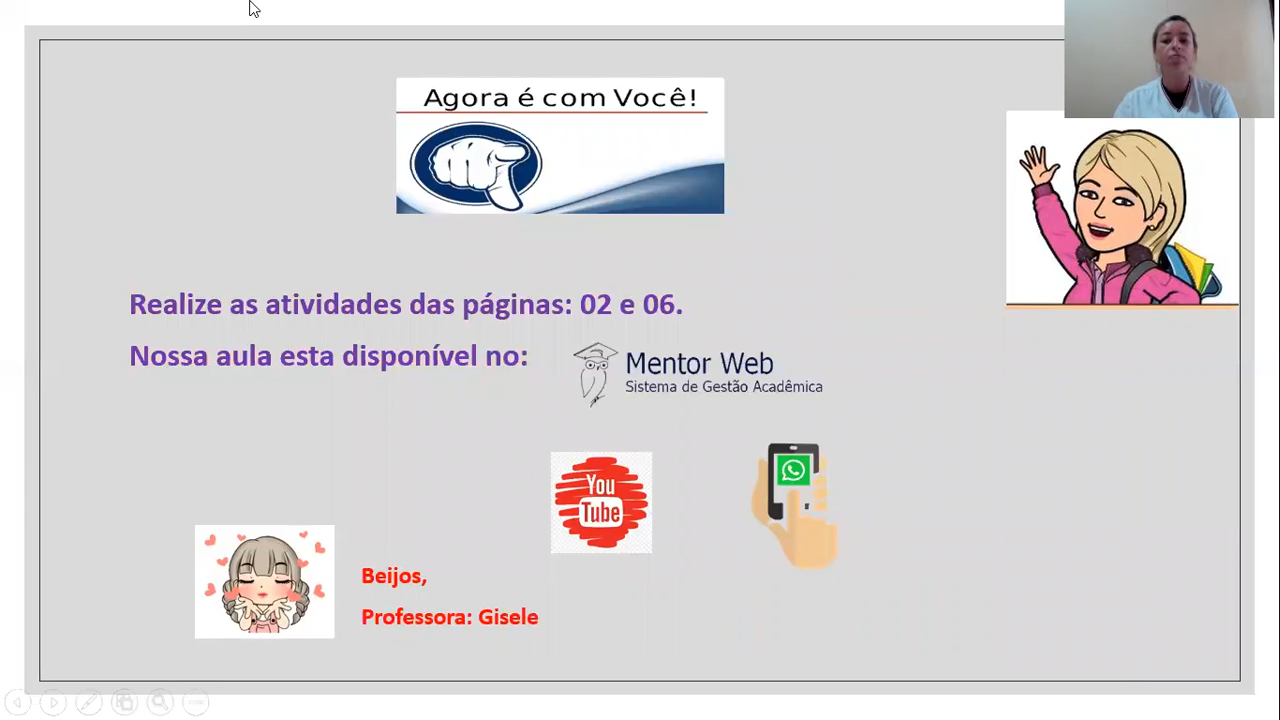 Agora é com Você!
Realize as atividades das páginas: 02 e 06.
Nossa aula esta disponível no:
Mentor Web
Sistema de Gestão Acadêmica
You
Tube
Beijos,
Professora: Gisele